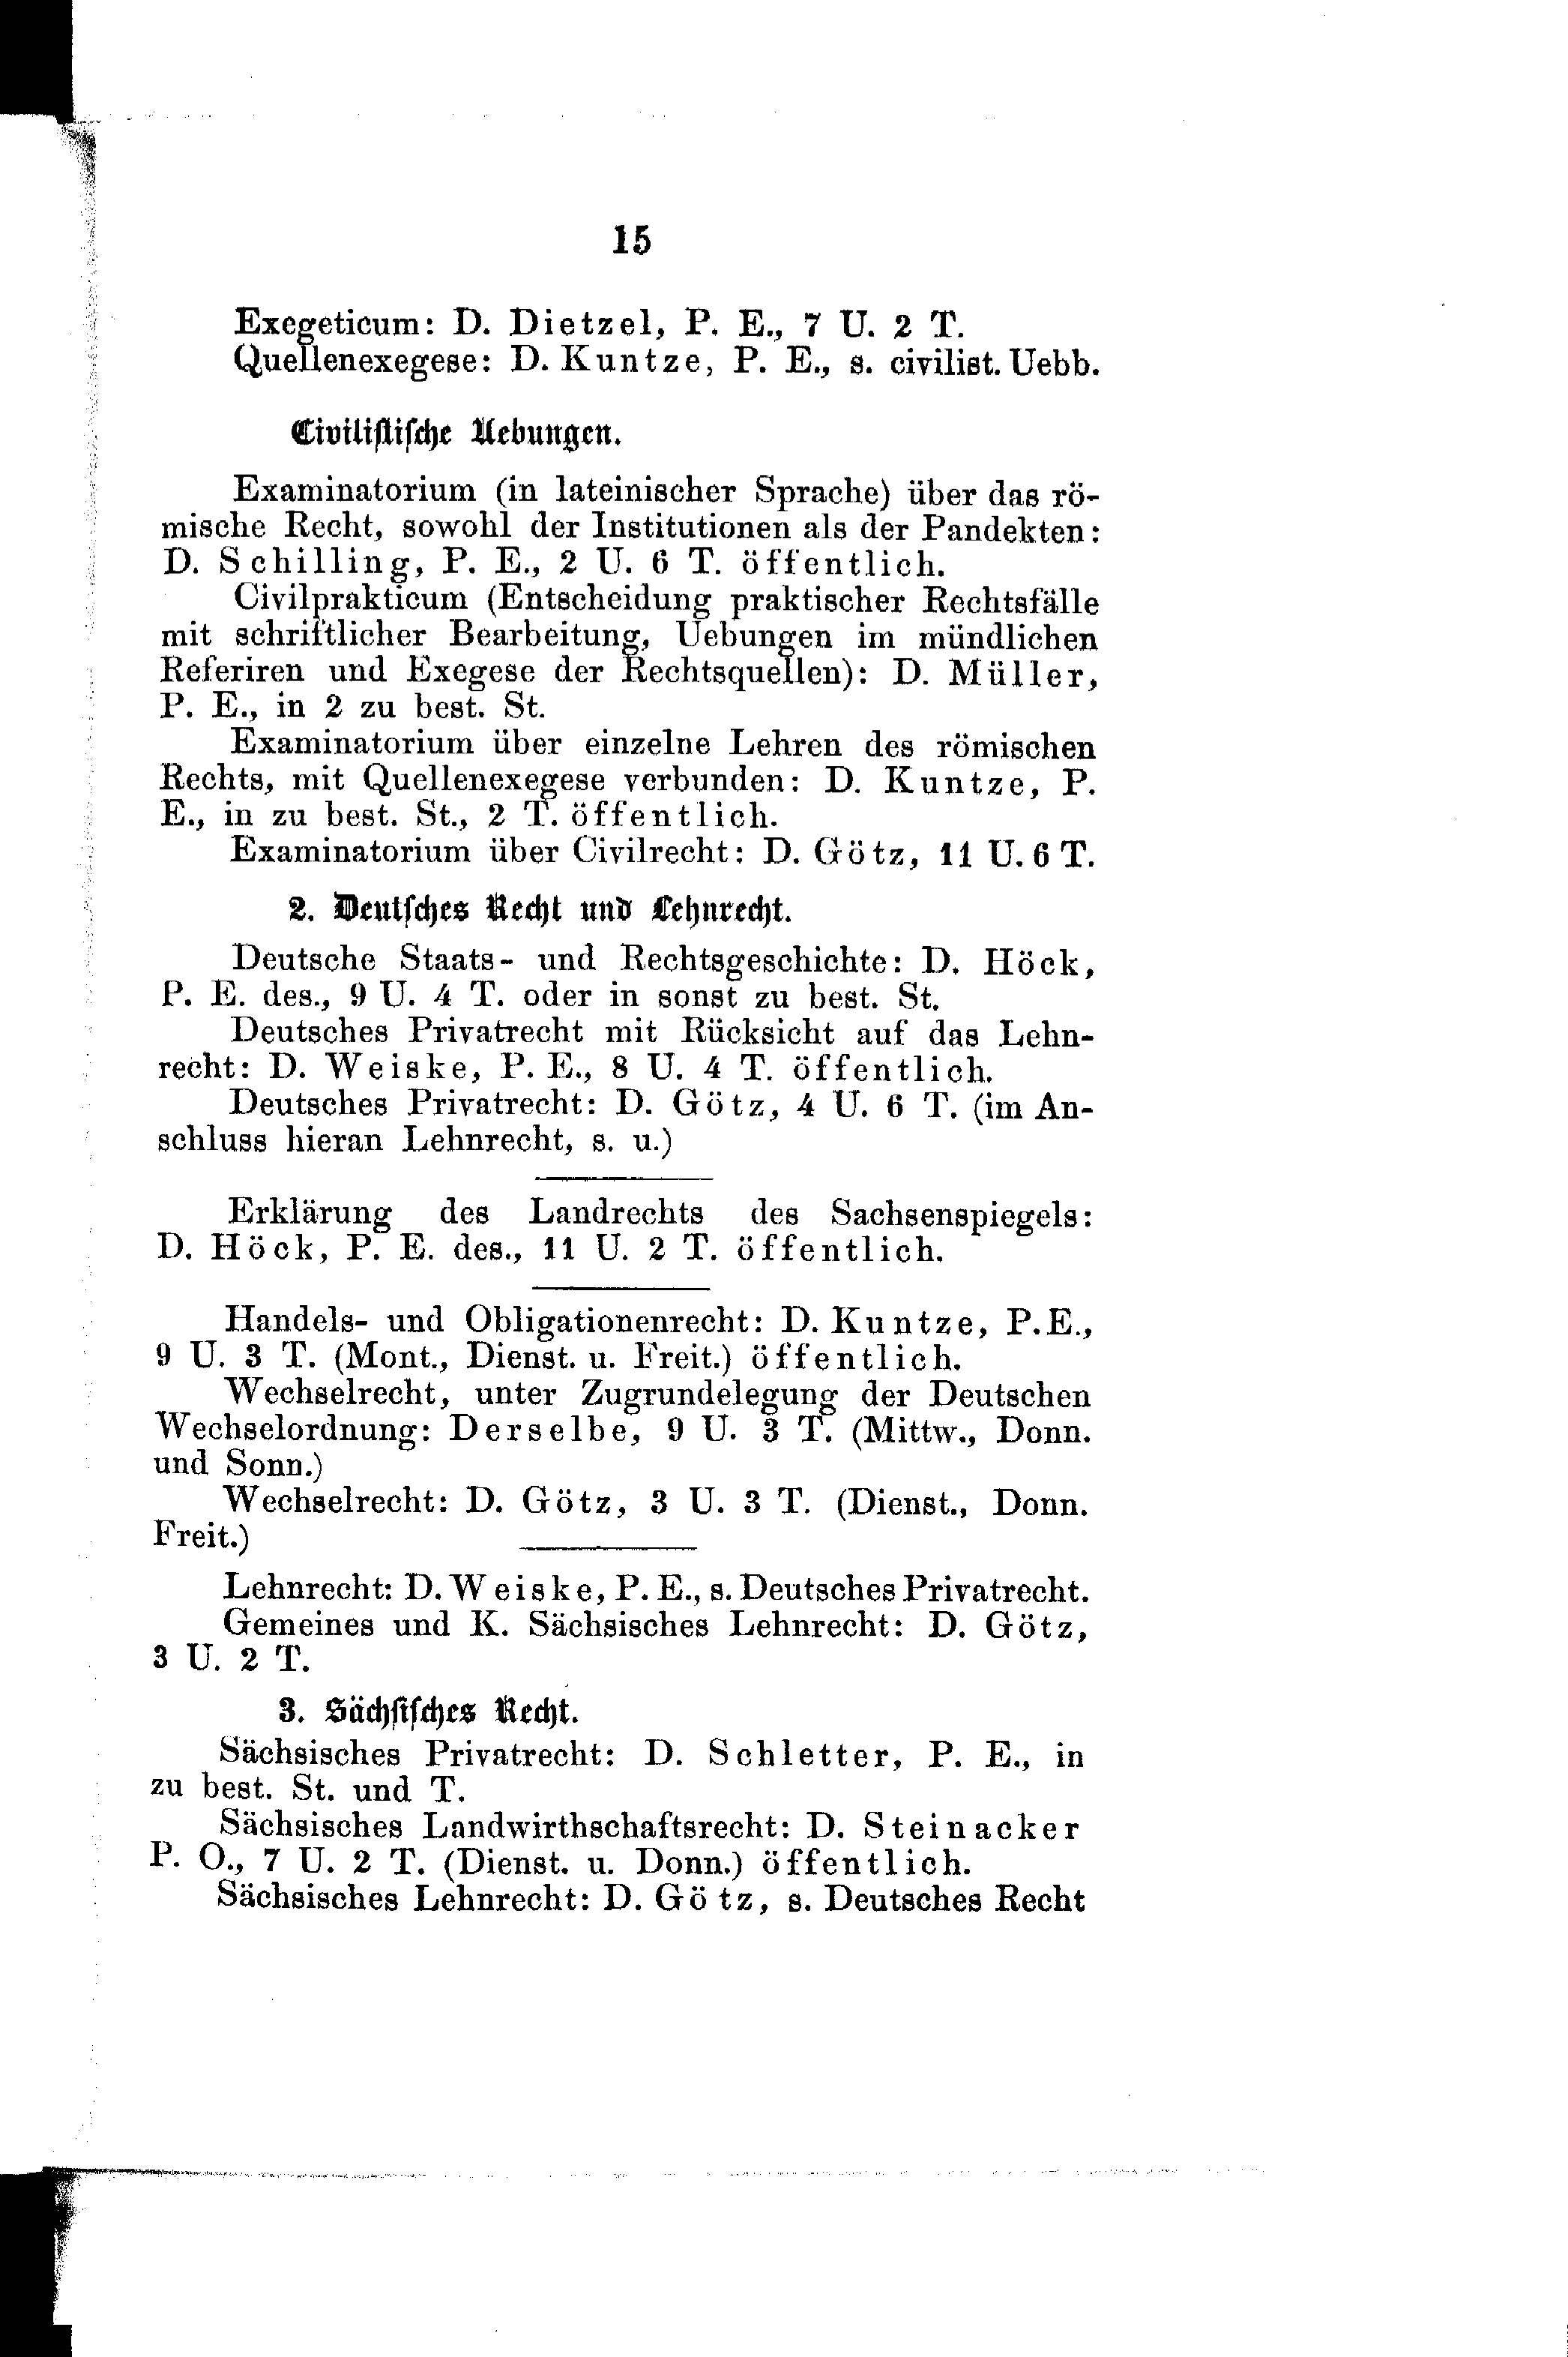 15
Exegeticum: D. Dietzel, P. E., 7 U. 2 T.
Quellenexegese: D. Kuntze, P. E., s. civilist. Uebb.
Civilistische Uebungen.
Examinatorium (in lateinischer Sprache) über das rö-
mische Recht, sowohl der Institutionen als der Pandekten:
D. Schilling, P. E., 2 U. 6 T. öffentlich.
Civilprakticum (Entscheidung praktischer Rechtsfälle
mit schriftlicher Bearbeitung, Uebungen im mündlichen
Referiren und Exegese der Rechtsquellen): D. Müller,
P. E., in 2 zu best. St.
Examinatorium über einzelne Lehren des römischen
Rechts, mit Quellenexegese verbunden: D. Kuntze, P.
E., in zu best. St., 2 T. öffentlich.
Examinatorium über Civilrecht: D. Götz, 11 U. 6 T.
2. Deutsches Recht und Lehnrecht.
Deutsche Staats- und Rechtsgeschichte: D. Höck,
P. E. des., 9 U. 4 T. oder in sonst zu best. St.
Deutsches Privatrecht mit Rücksicht auf das Lehn-
recht: D. Weiske, P. E., 8 U. 4 T. öffentlich.
Deutsches Privatrecht: D. Götz, 4 U. 6 T. (im An-
schluss hieran Lehnrecht, s. u.)
Erklärung des Landrechts des Sachsenspiegels:
D. Höck, P. E. des., 11 U. 2 T. öffentlich.
Handels- und Obligationenrecht: D. Kuntze, P.E.,
9 U. 3 T. (Mont., Dienst. u. Freit.) öffentlich.
Wechselrecht, unter Zugrundelegung der Deutschen
Wechselordnung: Derselbe, 9 U. 3 T. (Mittw., Donn.
und Sonn.)
Wechselrecht: D. Götz, 3 U. 3 T. (Dienst., Donn.
Freit.)
Lehnrecht: D. Weiske, P. E., s. Deutsches Privatrecht.
Gemeines und K. Sächsisches Lehnrecht: D. Götz,
3 U. 2 T.
3. Sächsisches Recht.
Sächsisches Privatrecht: D. Schletter, P. E., in
zu best. St. und T.
Sächsisches Landwirthschaftsrecht: D. Steinacker
P. O., 7 U. 2 T. (Dienst. u. Donn.) öffentlich.
Sächsisches Lehnrecht: D. Götz, s. Deutsches Recht